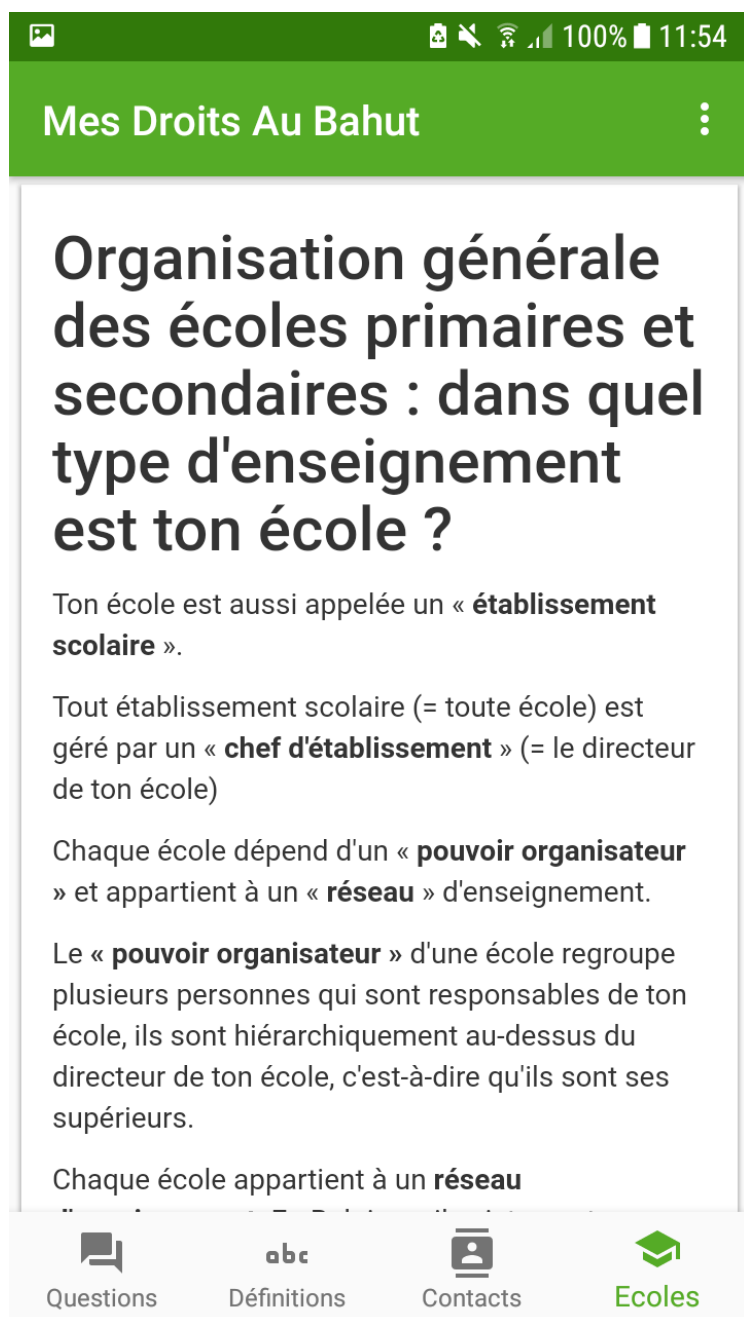 100% 11:54
Mes Droits Au Bahut
Organisation générale
des écoles primaires et
secondaires : dans quel
type d'enseignement
est ton école ?
Ton école est aussi appelée un « établissement
scolaire ».
Tout établissement scolaire (= toute école) est
géré par un « chef d'établissement » (= le directeur
de ton école)
Chaque école dépend d'un « pouvoir organisateur
» et appartient à un « réseau » d'enseignement.
Le « pouvoir organisateur » d'une école regroupe
plusieurs personnes qui sont responsables de ton
école, ils sont hiérarchiquement au-dessus du
directeur de ton école, c'est-à-dire qu'ils sont ses
supérieurs.
Chaque école appartient à un réseau
abc
Questions Définitions Contacts Ecoles